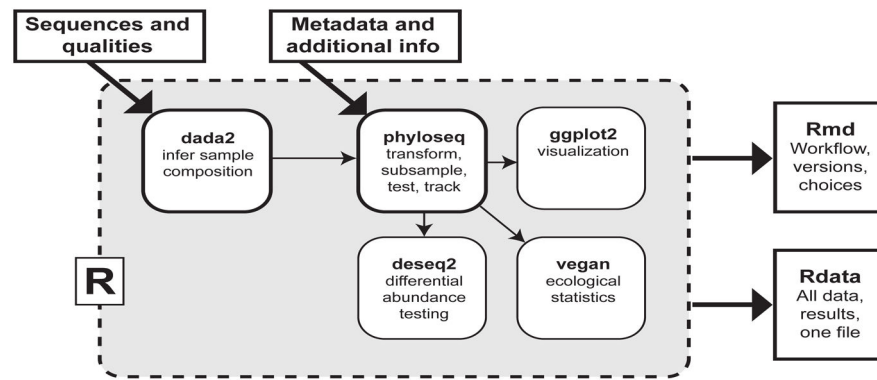 Sequences and
qualities
Metadata and
additional info
dada2
infer sample
composition
phyloseq
transform,
subsample,
test, track
ggplot2
visualization
Rmd
Workflow,
versions,
choices
R
deseq2
differential
abundance
testing
vegan
ecological
statistics
Rdata
All data,
results,
one file